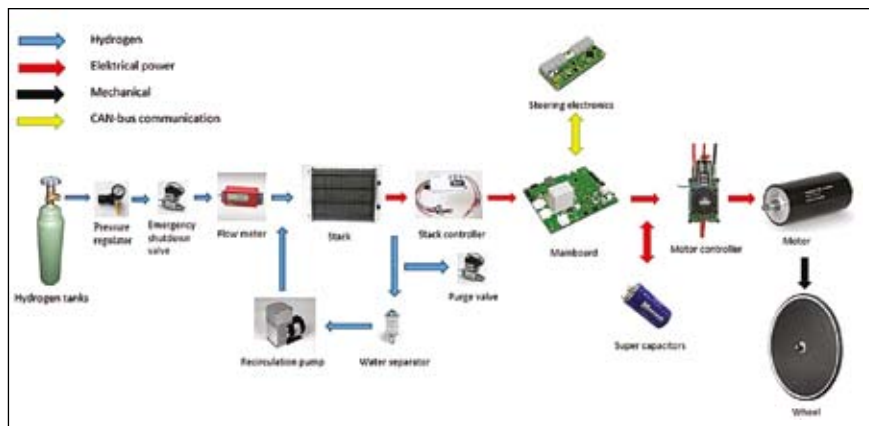 Hydrogen
Elektrical power
Mechanical
CAN-bus communication
Steering electronics
Pressure
regulator
Emergency
shutdown
valve
Flow meter
Stack
Stack controller
Mainboard
Motor controller
Motor
Hydrogen tanks
Purge valve
Recirculation pump
Water separator
Super capacitors
Wheel